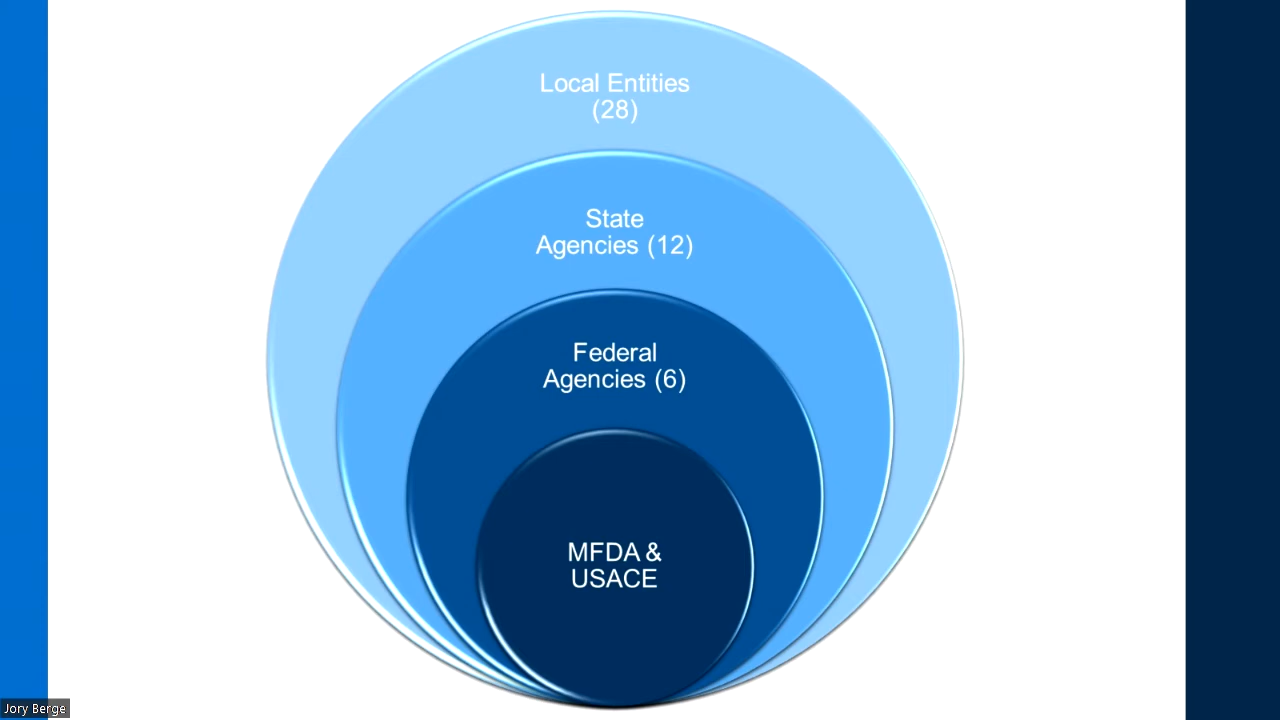 Local Entities
(28)
State
Agencies (12)
Federal
Agencies (6)
MFDA &
USACE
Jory Berge